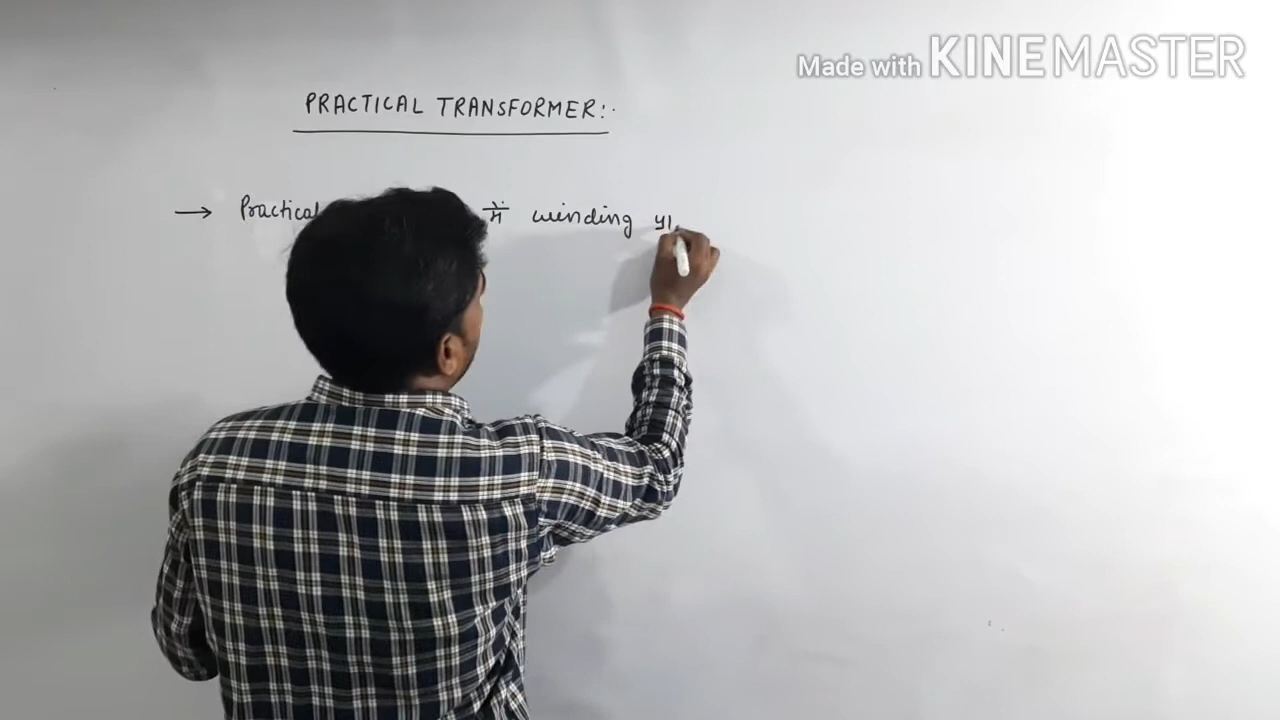 Made with KINEMASTER
PRACTICAL TRANSFORMER:
→ Practical में winding